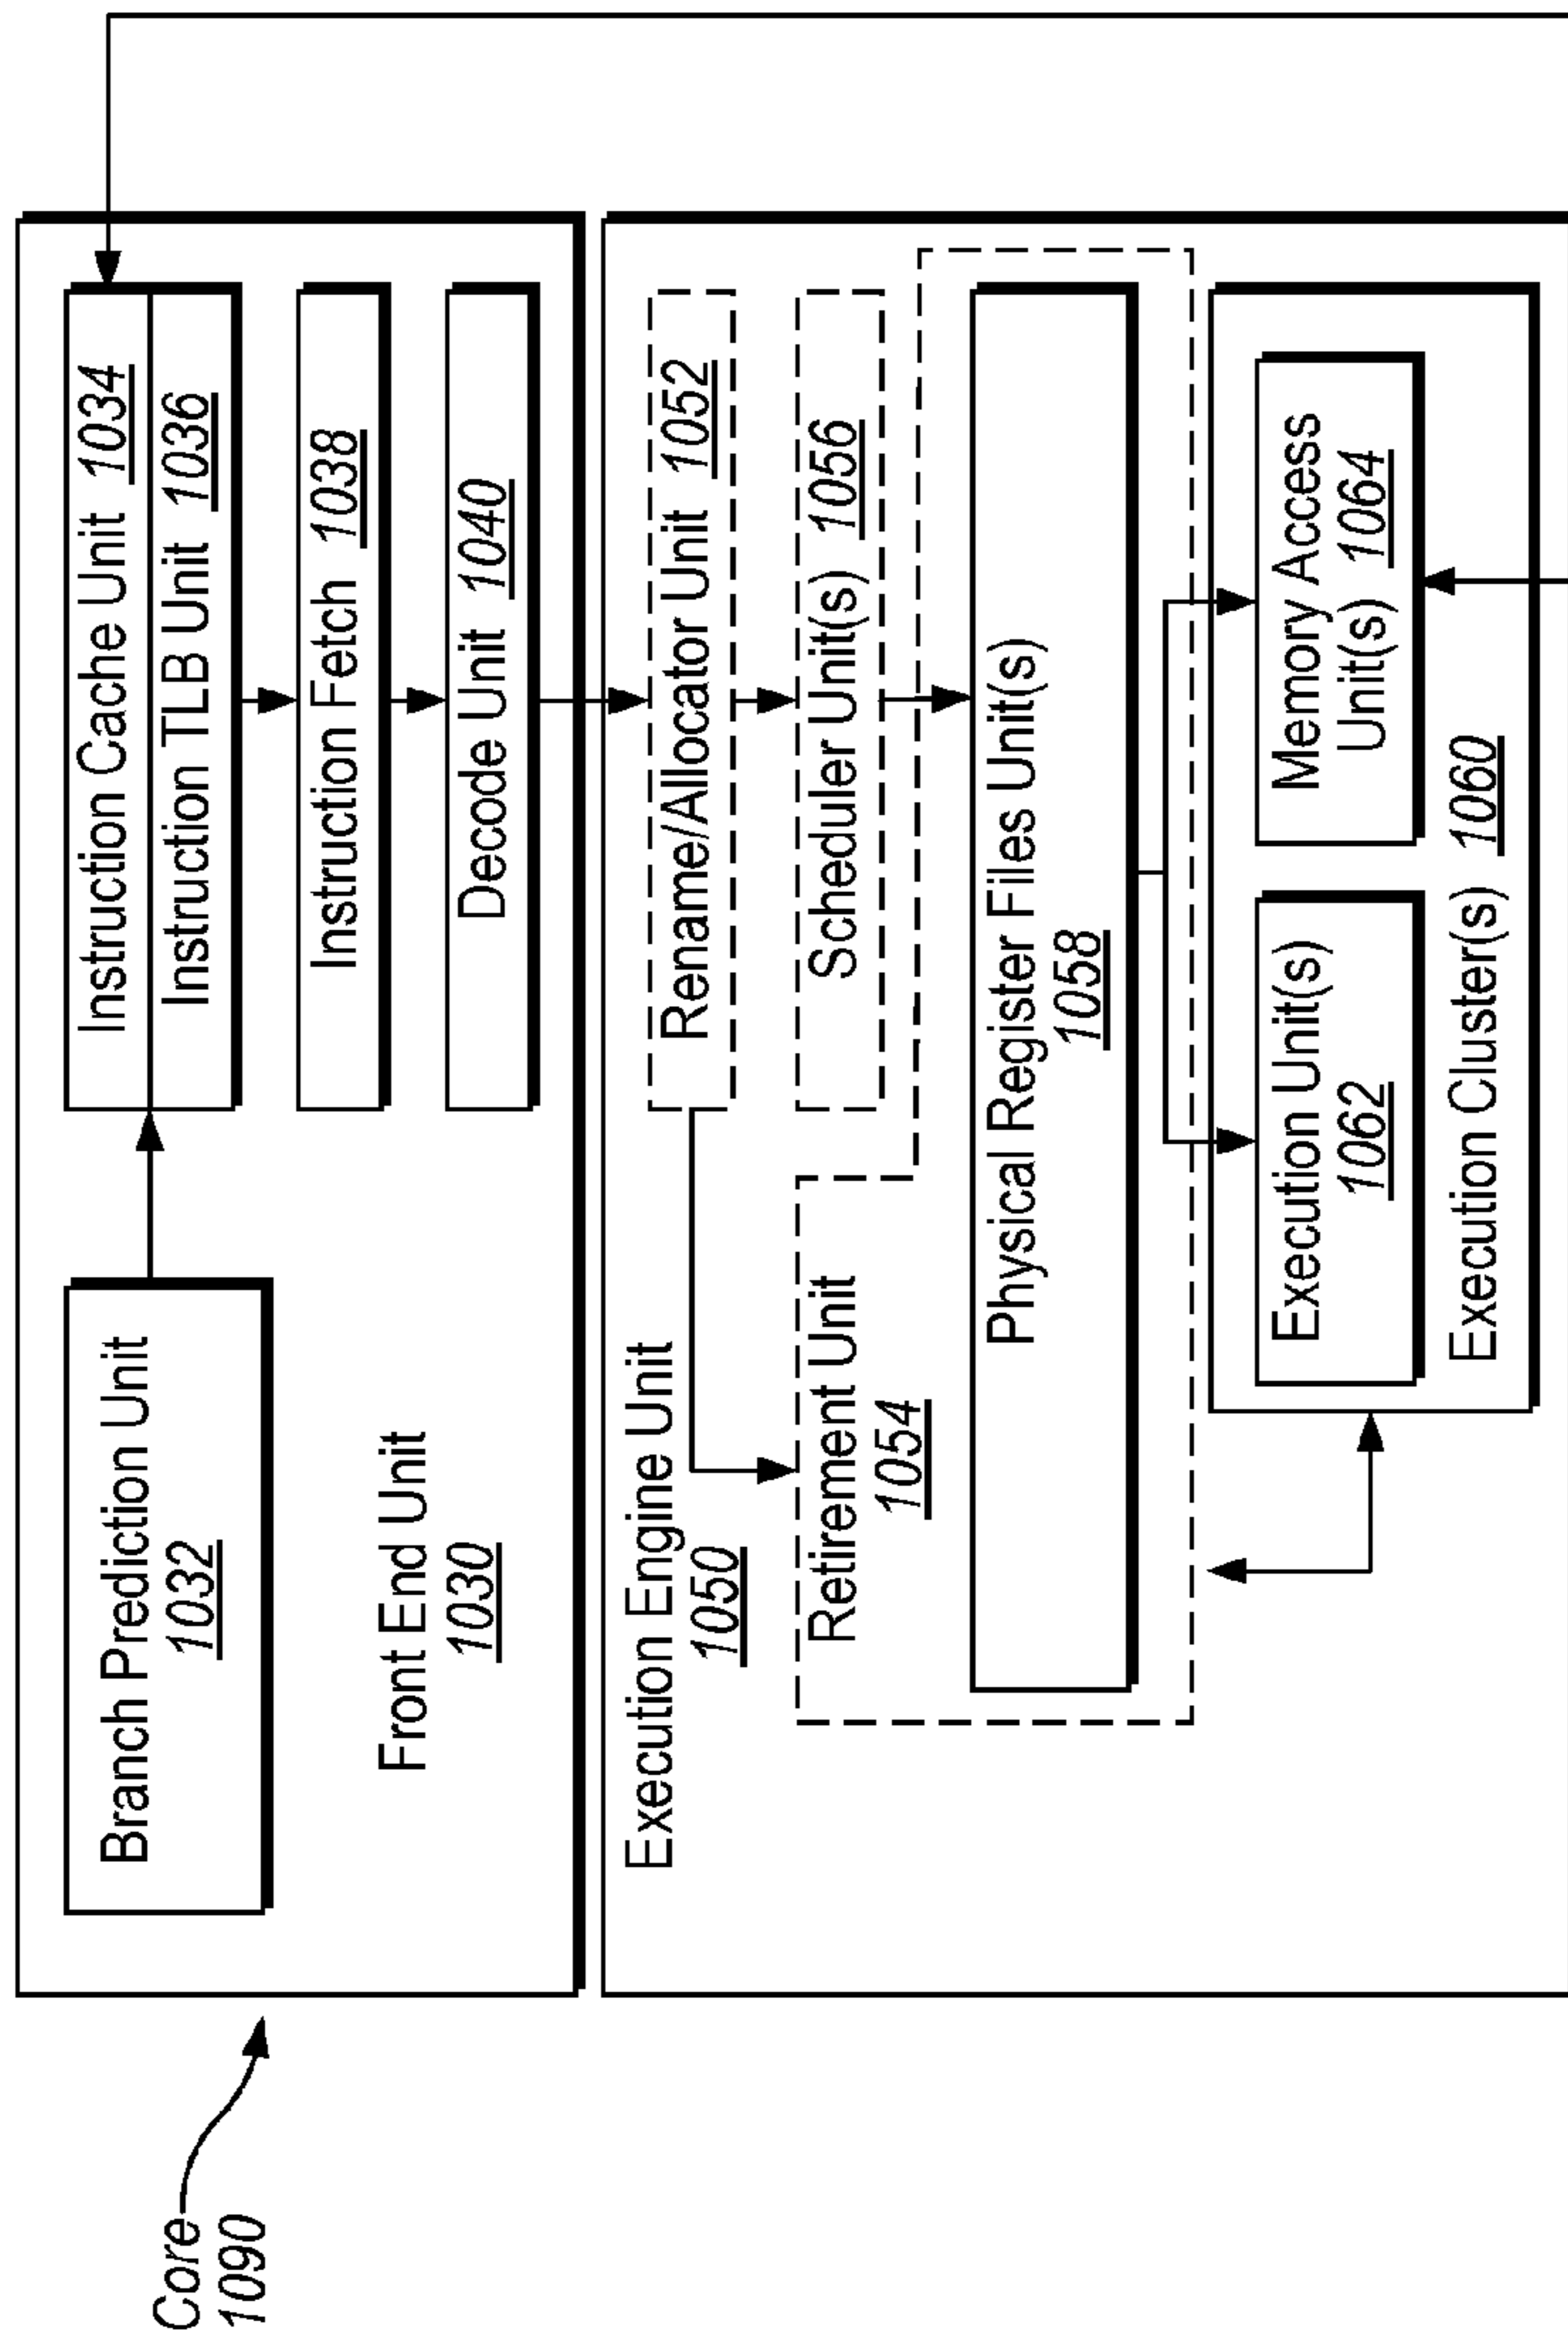 Core
1090
Branch Prediction Unit
1032
Instruction Cache Unit 1034
Instruction TLB Unit 1036
Instruction Fetch 1038
Decode Unit 1040
Front End Unit
1030
Execution Engine Unit
1050
Rename/Allocator Unit 1052
Scheduler Unit(s) 1056
Retirement Unit
1054
Physical Register Files Unit(s)
1058
Execution Unit(s)
1062
Memory Access
Unit(s) 1064
Execution Cluster(s) 1060